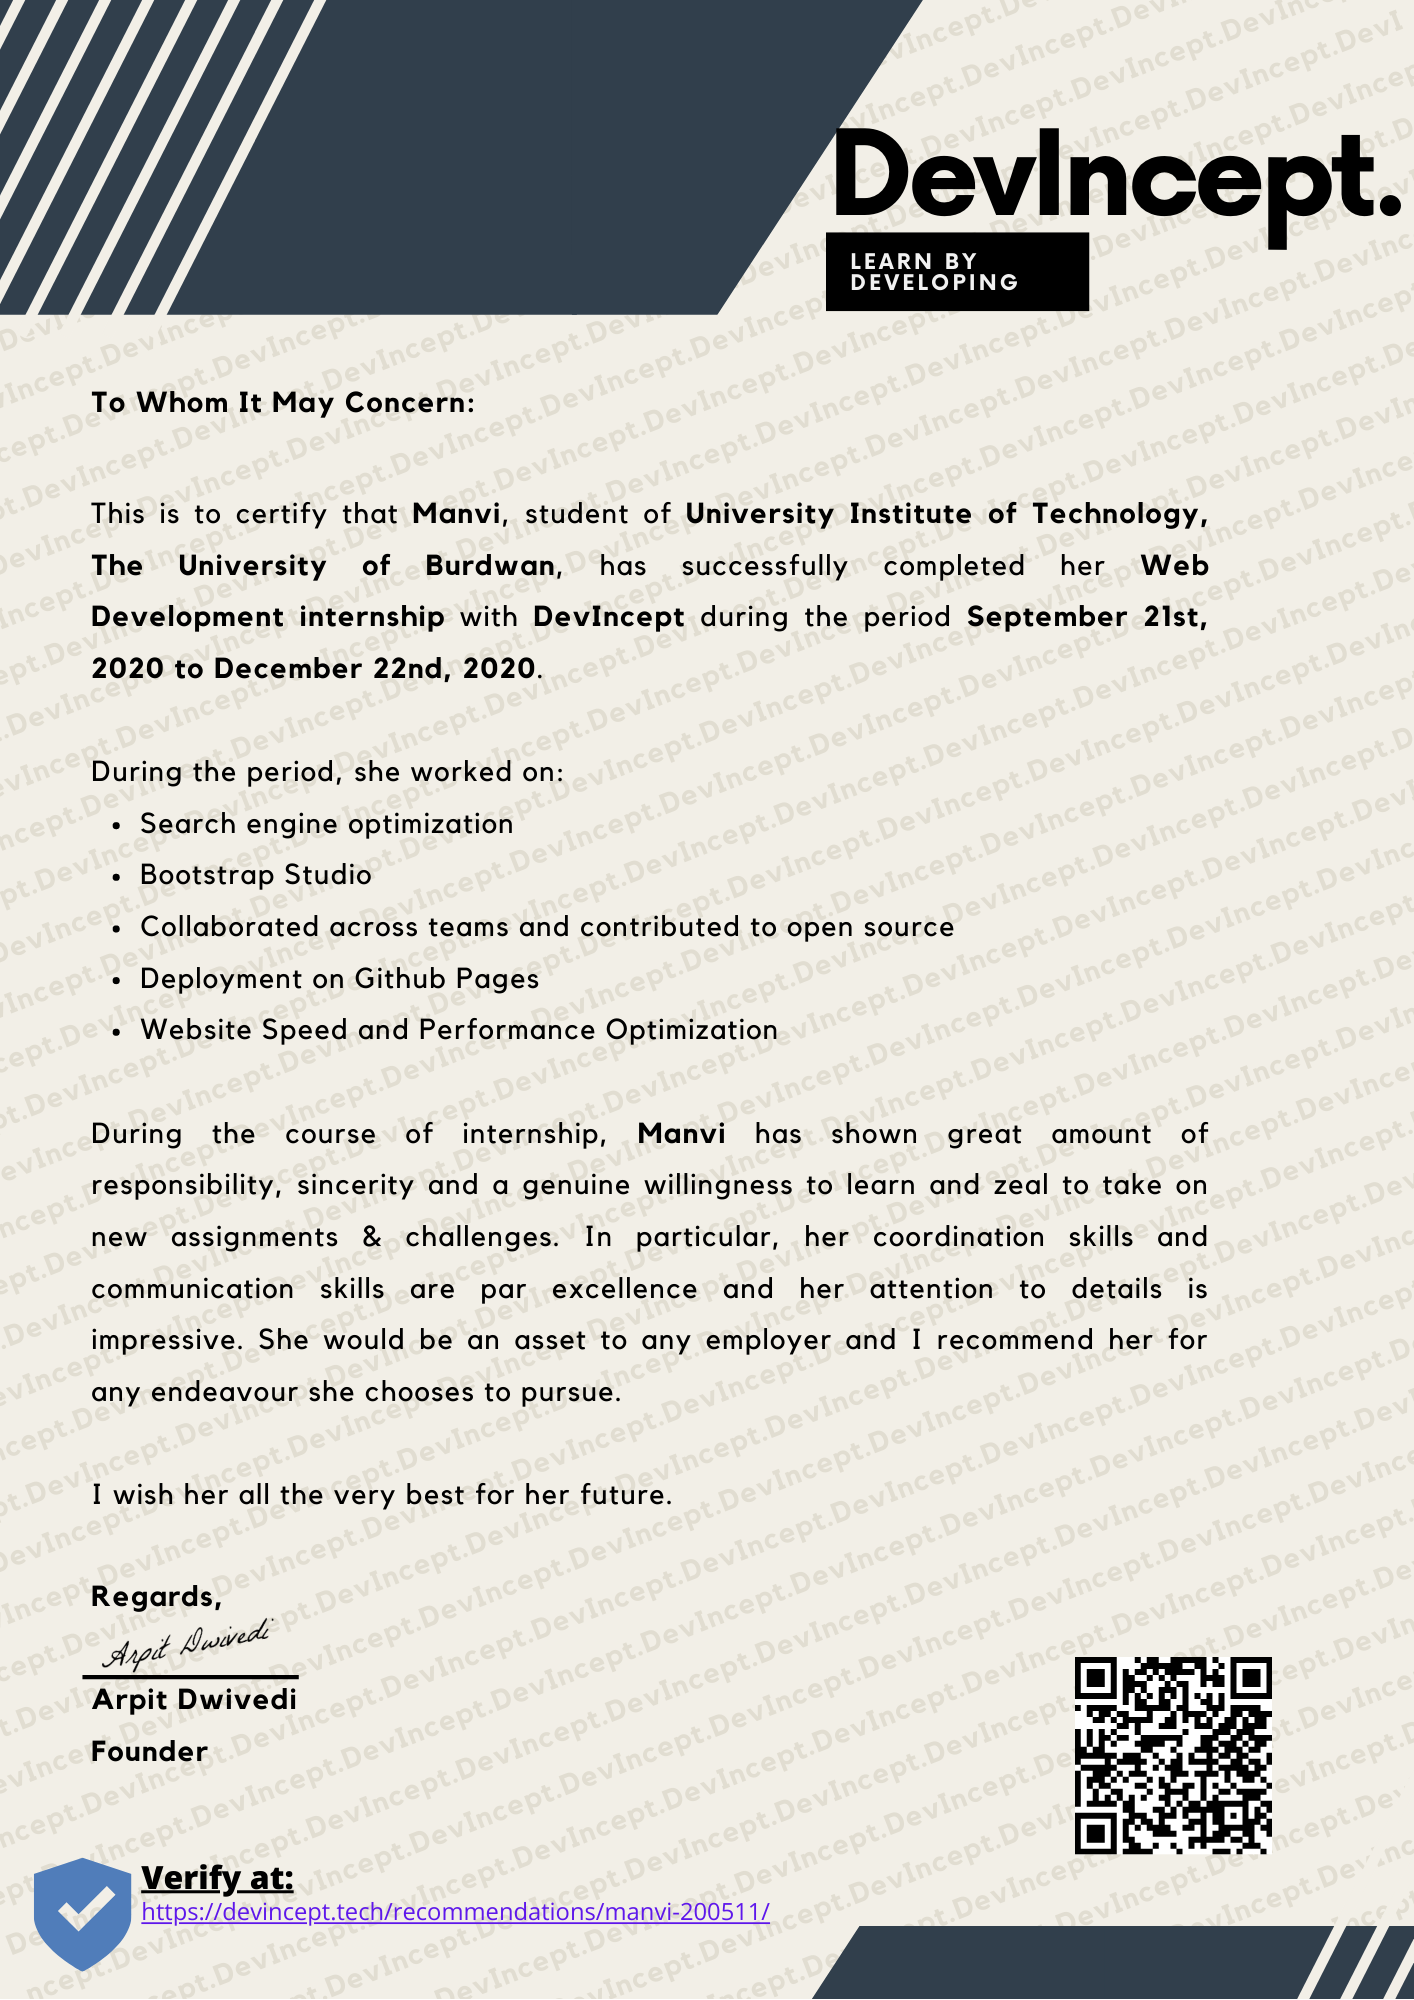 DevIncept.
LEARN BY
DEVELOPING
To Whom It May Concern:
This is to certify that Manvi, student of University Institute of Technology,
The University of Burdwan, has successfully completed her Web
Development internship with DevIncept during the period September 21st,
2020 to December 22nd, 2020.
During the period, she worked on:
• Search engine optimization
• Bootstrap Studio
• Collaborated across teams and contributed to open source
• Deployment on Github Pages
• Website Speed and Performance Optimization
During the course of internship, Manvi has shown great amount of
responsibility, sincerity and a genuine willingness to learn and zeal to take on
new assignments & challenges. In particular, her coordination skills and
communication skills are par excellence and her attention to details is
impressive. She would be an asset to any employer and I recommend her for
any endeavour she chooses to pursue.
I wish her all the very best for her future.
Regards,
Arpit Dwivedi
Arpit Dwivedi
Founder
Verify at:
https://devincept.tech/recommendations/manvi-200511/